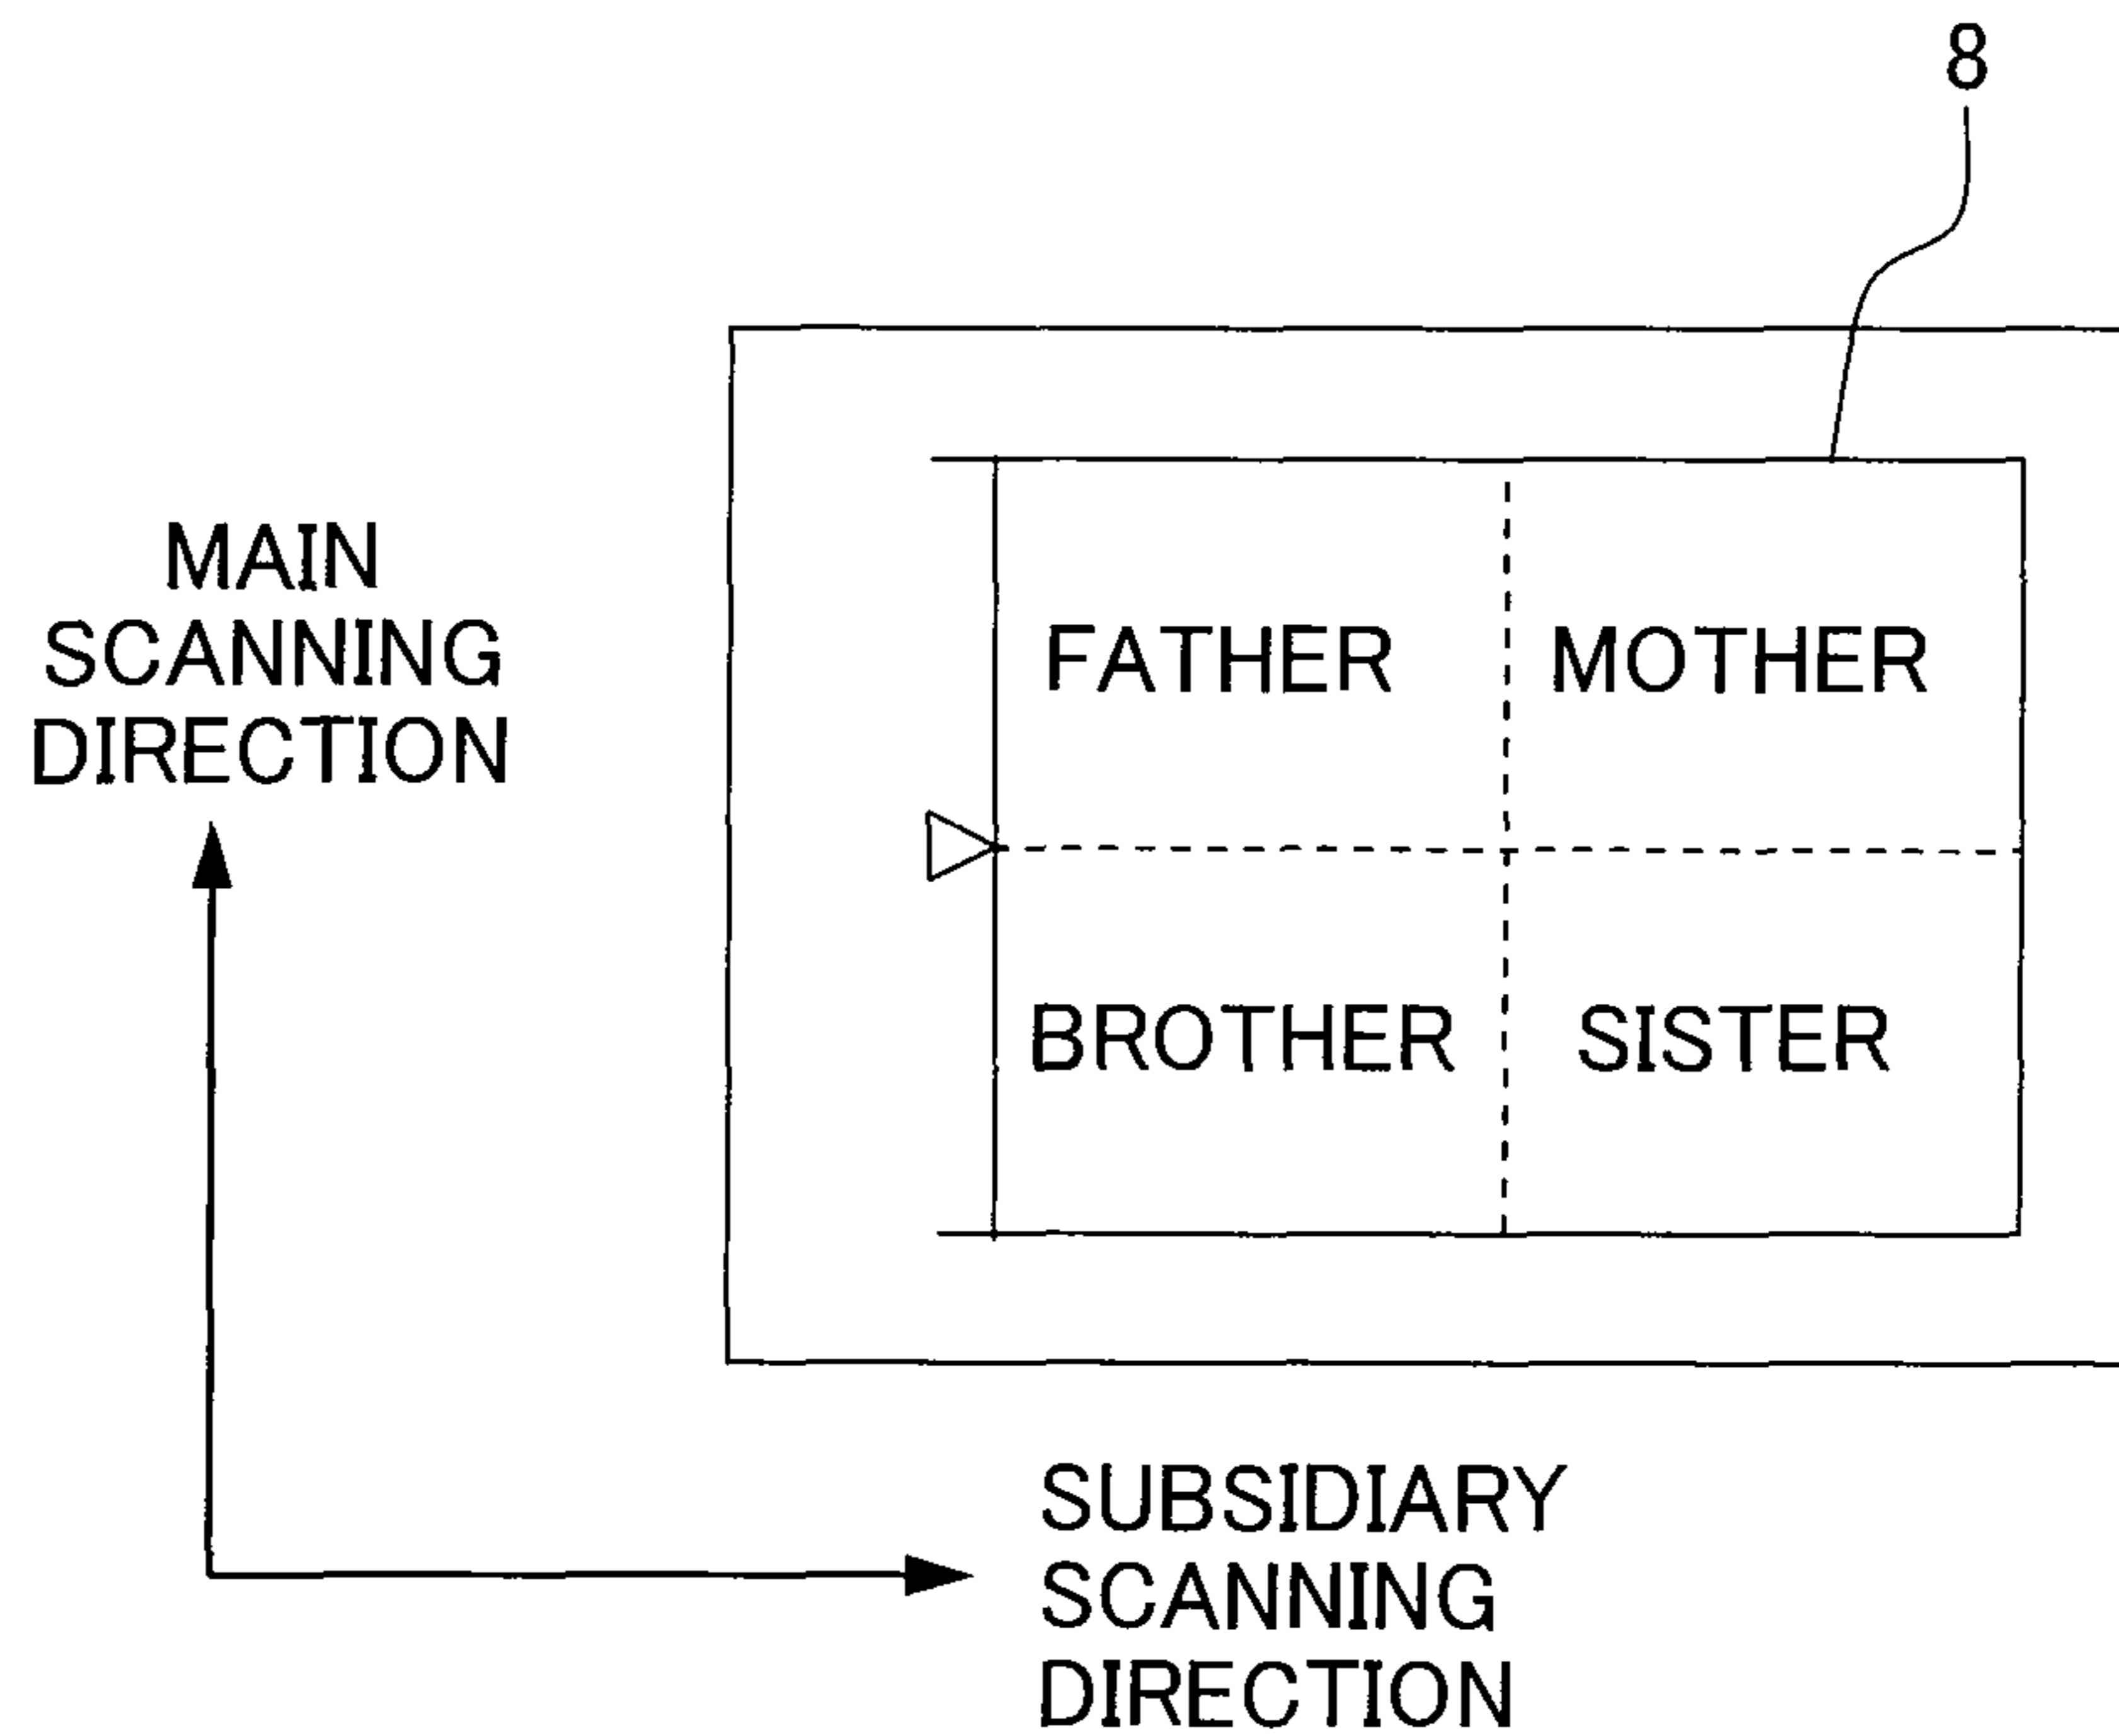 8
MAIN
SCANNING
DIRECTION
FATHER MOTHER
BROTHER SISTER
SUBSIDIARY
SCANNING
DIRECTION